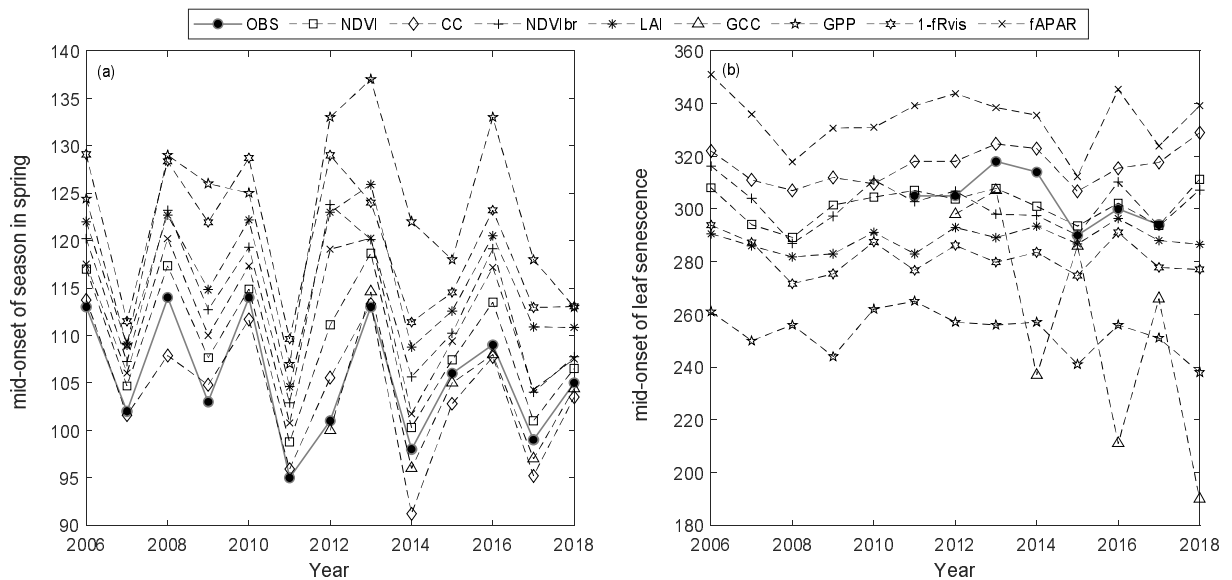 OBS NDVI CC NDVIbr LAI GCC GPP 1-fRvis fAPAR
(a)
mid-onset of season in spring
140
135
130
125
120
115
110
105
100
95
90
2006 2008 2010 2012 2014 2016 2018
Year
(b)
mid-onset of leaf senescence
360
340
320
300
280
260
240
220
200
180
2006 2008 2010 2012 2014 2016 2018
Year